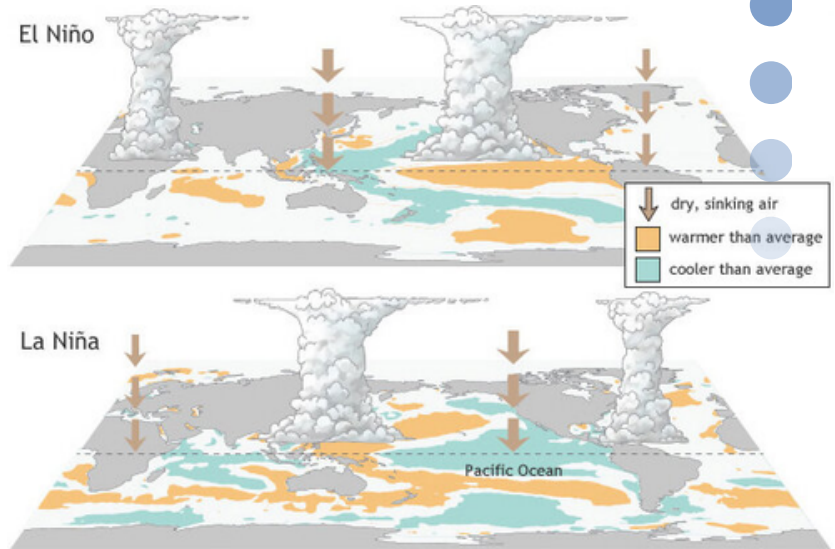 El Niño
dry, sinking air
warmer than average
cooler than average
La Niña
Pacific Ocean